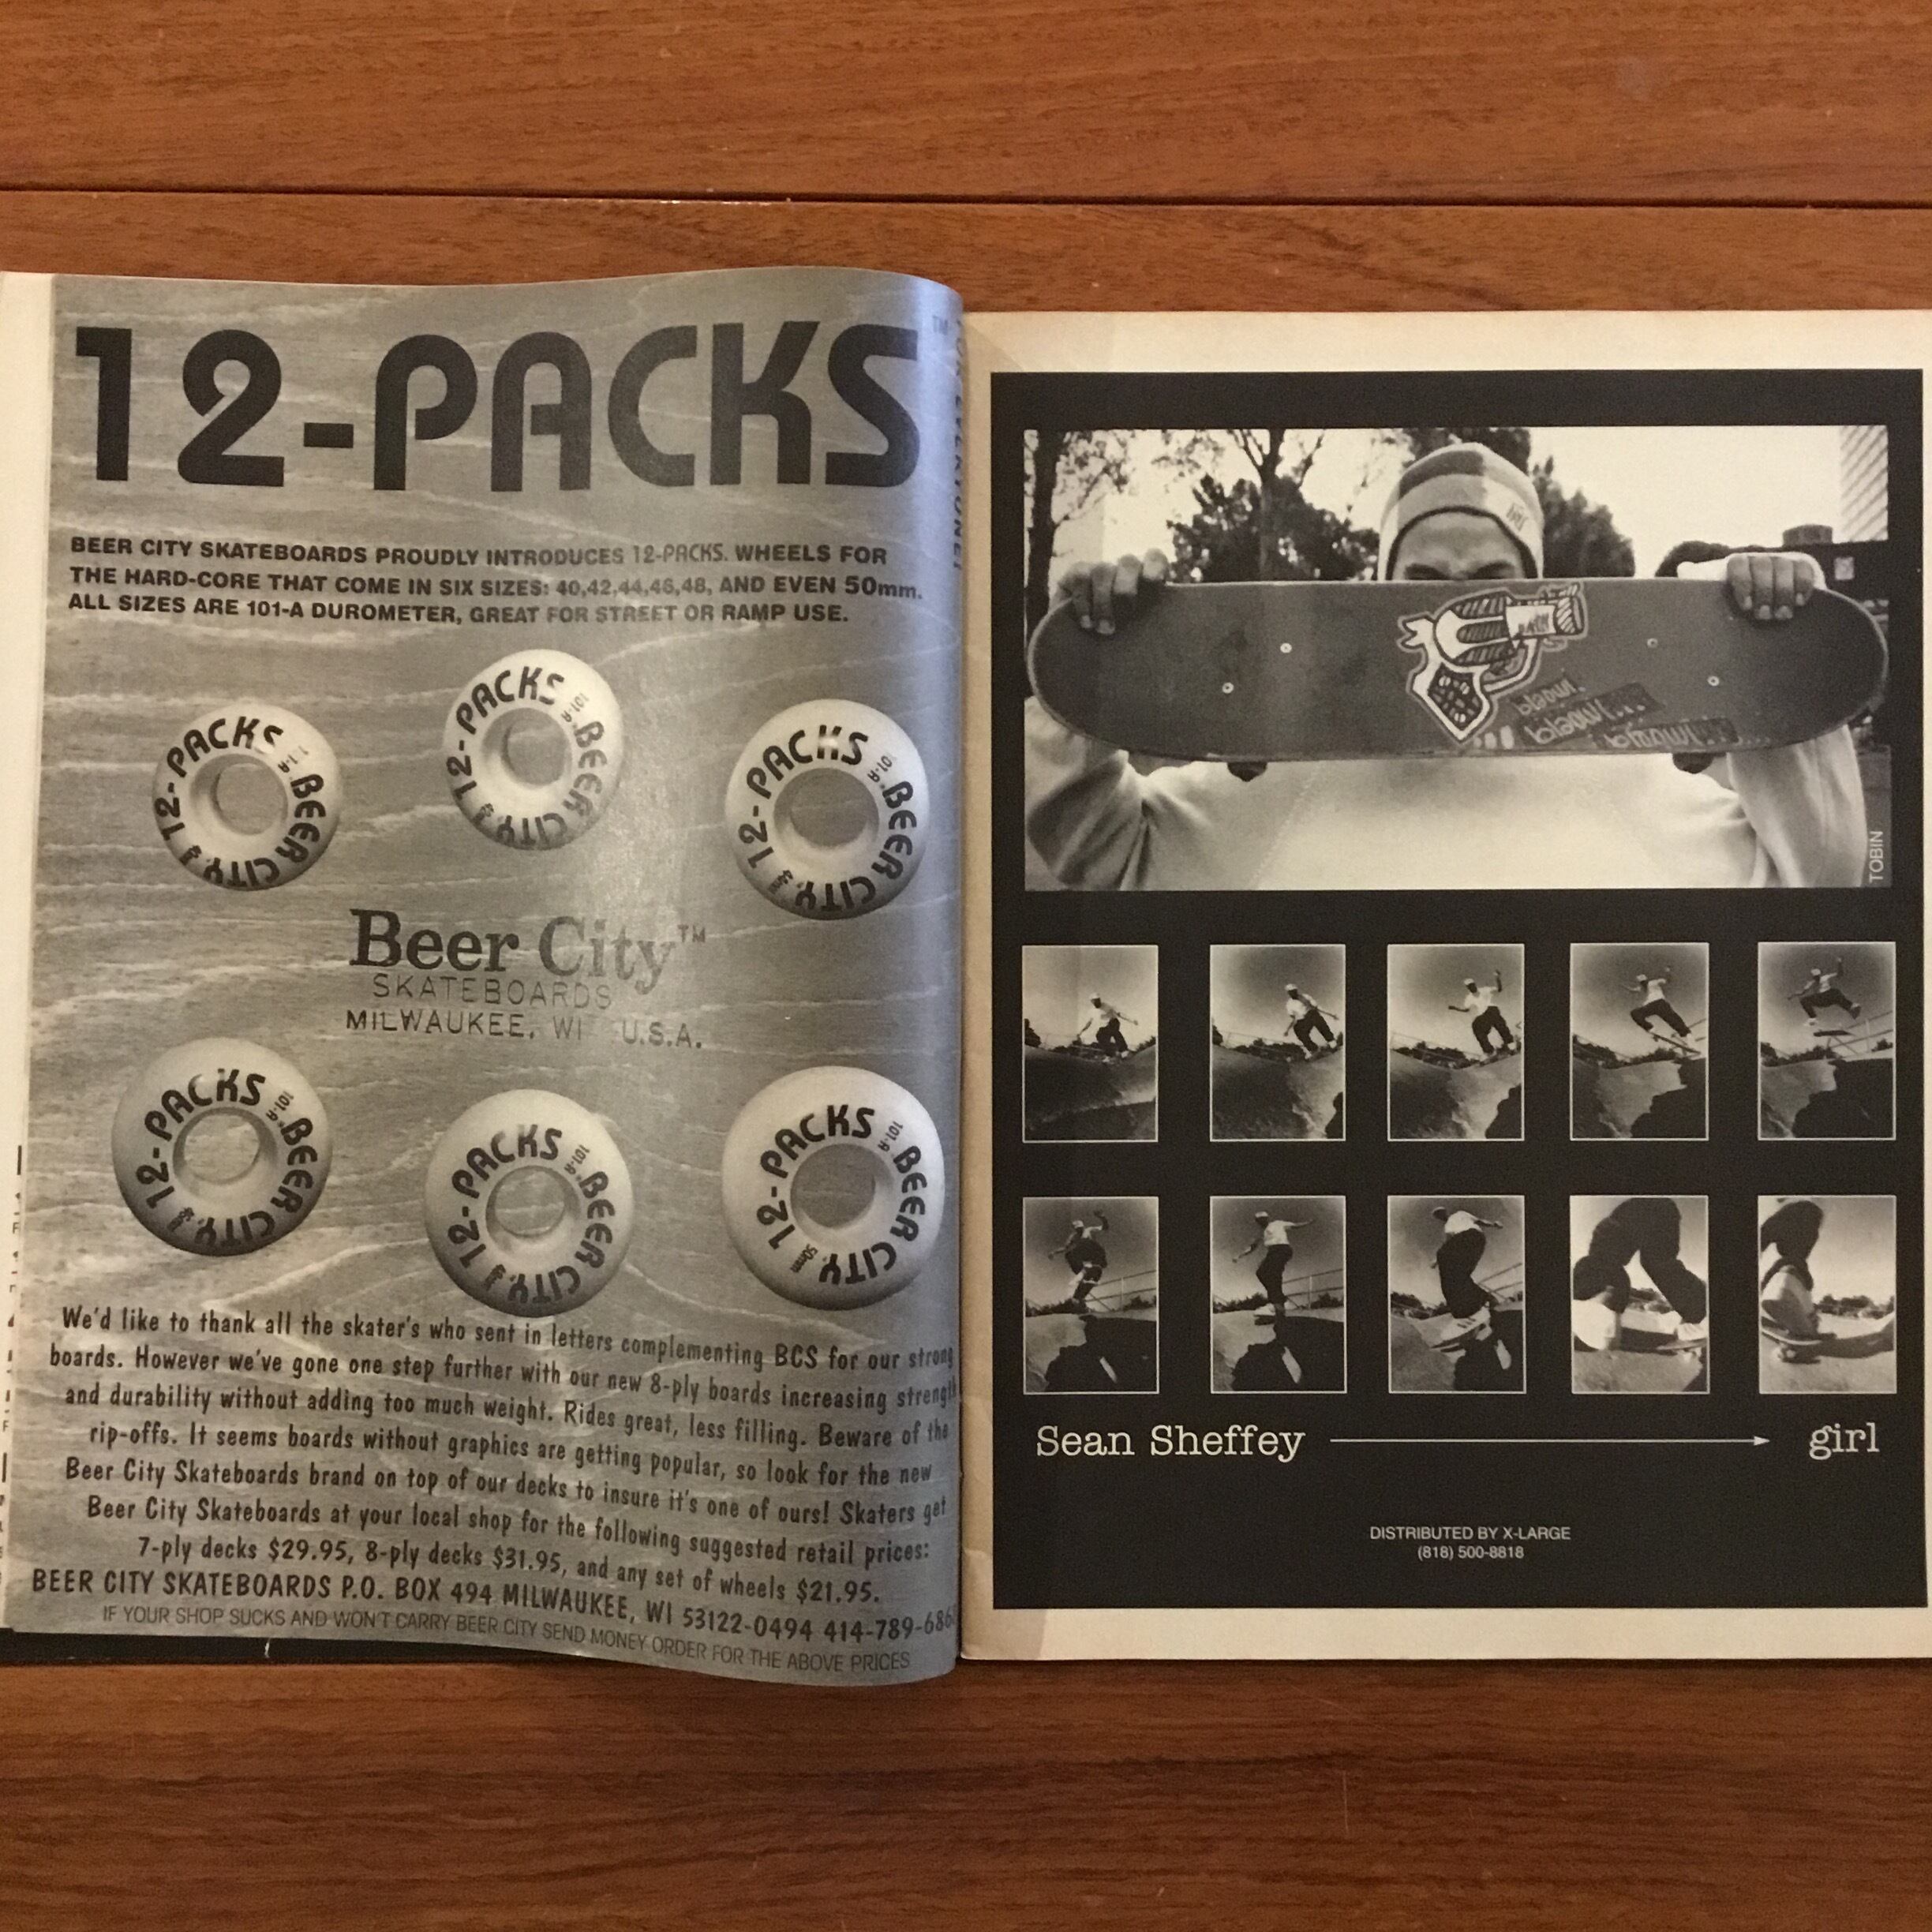 12-PACKS
BEER CITY SKATEBOARDS PROUDLY INTRODUCES 12-PACKS. WHEELS FOR
THE HARD-CORE THAT COME IN SIX SIZES: 40,42,44,46,48, AND EVEN 50mm.
ALL SIZES ARE 101-A DUROMETER, GREAT FOR STREET OR RAMP USE.
12-PACKS BEER CITY
12-PACKS 101-A BEER CITY
12-PACKS 101-A BEER CITY
Beer City™
SKATEBOARDS
MILWAUKEE, WI U.S.A.
12-PACKS 101-A BEER CITY
12-PACKS 101-A BEER CITY
12-PACKS 101-A BEER CITY 50mm
We'd like to thank all the skater's who sent in letters complementing BCS for our strong
boards. However we've gone one step further with our new 8-ply boards increasing strength
and durability without adding too much weight. Rides great, less filling. Beware of the
rip-offs. It seems boards without graphics are getting popular, so look for the new
Beer City Skateboards brand on top of our decks to insure it's one of ours! Skaters get
Beer City Skateboards at your local shop for the following suggested retail prices:
7-ply decks $29.95, 8-ply decks $31.95, and any set of wheels $21.95.
BEER CITY SKATEBOARDS P.O. BOX 494 MILWAUKEE, WI 53122-0494 414-789-686
IF YOUR SHOP SUCKS AND WON'T CARRY BEER CITY SEND MONEY ORDER FOR THE ABOVE PRICES
blaow!
blaow!
blaow!
TOBIN
Sean Sheffey girl
DISTRIBUTED BY X-LARGE
(818) 500-8818